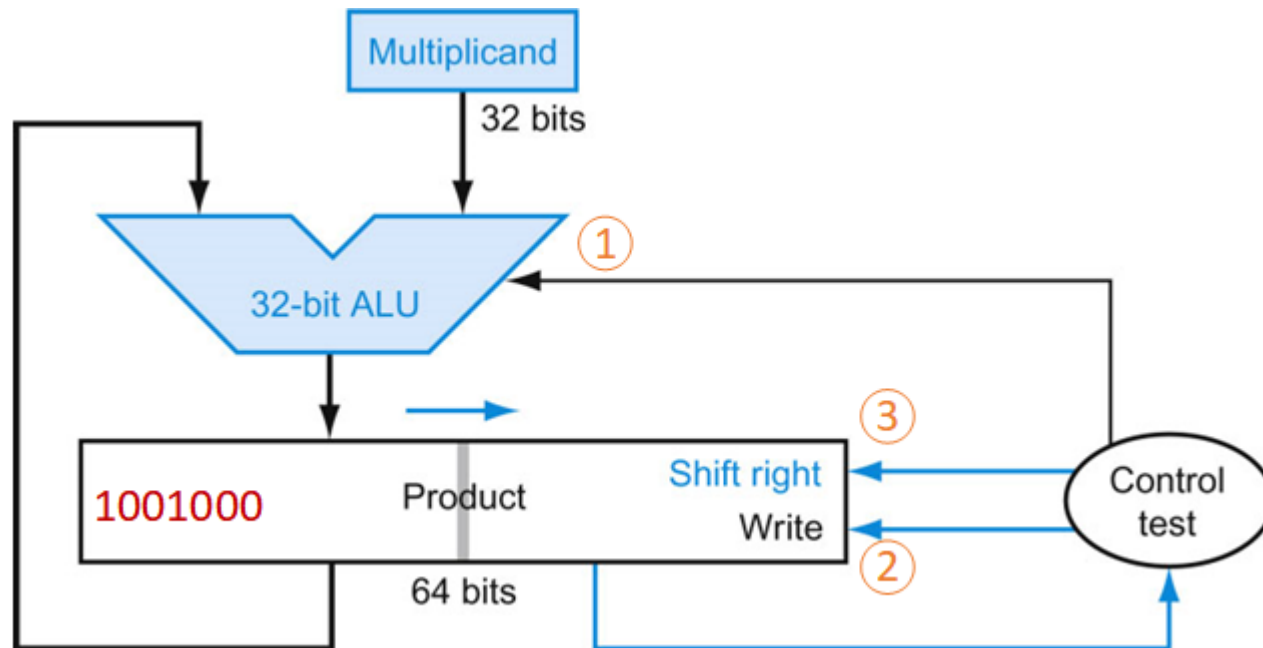 Multiplicand
32 bits
①
32-bit ALU
③
1001000
Product
Shift right
Write
Control
test
②
64 bits